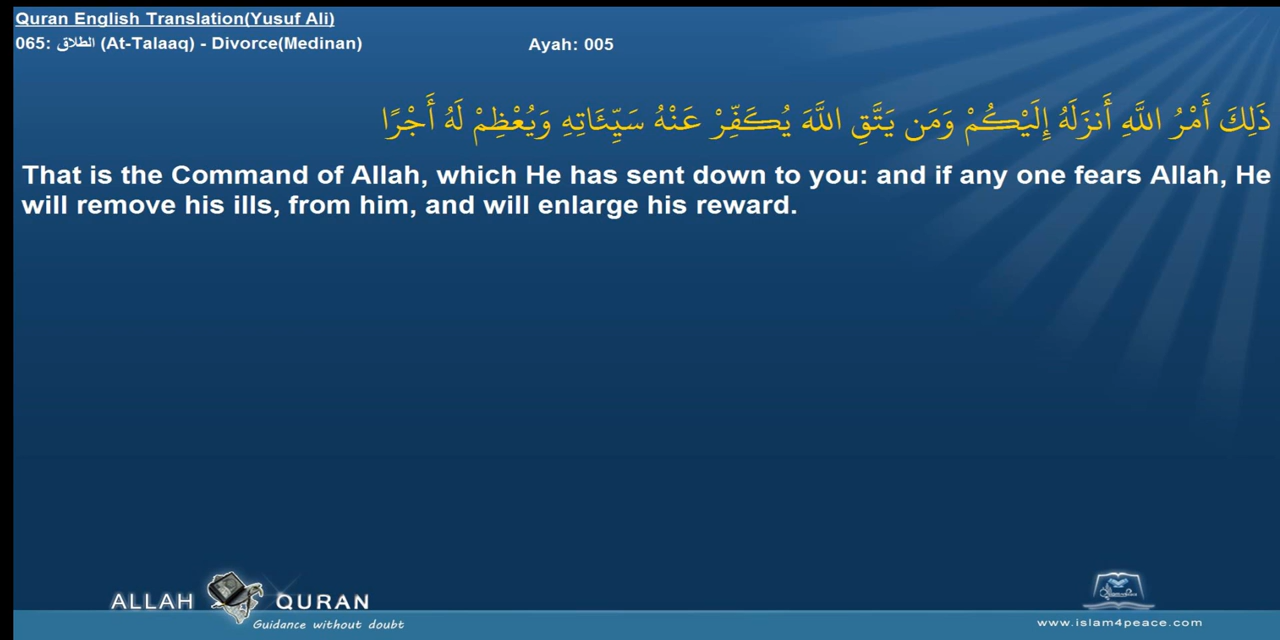 Quran English Translation(Yusuf Ali)
065: الطلاق (At-Talaaq) - Divorce(Medinan)
Ayah: 005
ذَلِكَ أَمْرُ اللَّهِ أَنزَلَهُ إِلَيْكُمْ وَمَن يَتَّقِ اللَّهَ يُكَفِّرْ عَنْهُ سَيِّئَاتِهِ وَيُعْظِمْ لَهُ أَجْرًا
That is the Command of Allah, which He has sent down to you: and if any one fears Allah, He
will remove his ills, from him, and will enlarge his reward.
ALLAH QURAN
Guidance without doubt
www.islam4peace.com